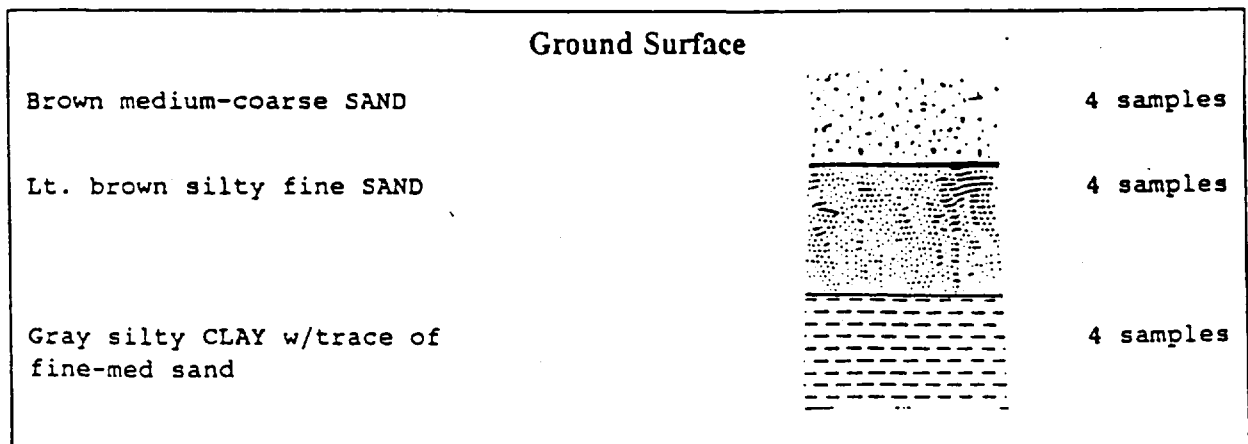 Ground Surface
Brown medium-coarse SAND 4 samples
Lt. brown silty fine SAND 4 samples
Gray silty CLAY w/trace of 4 samples
fine-med sand